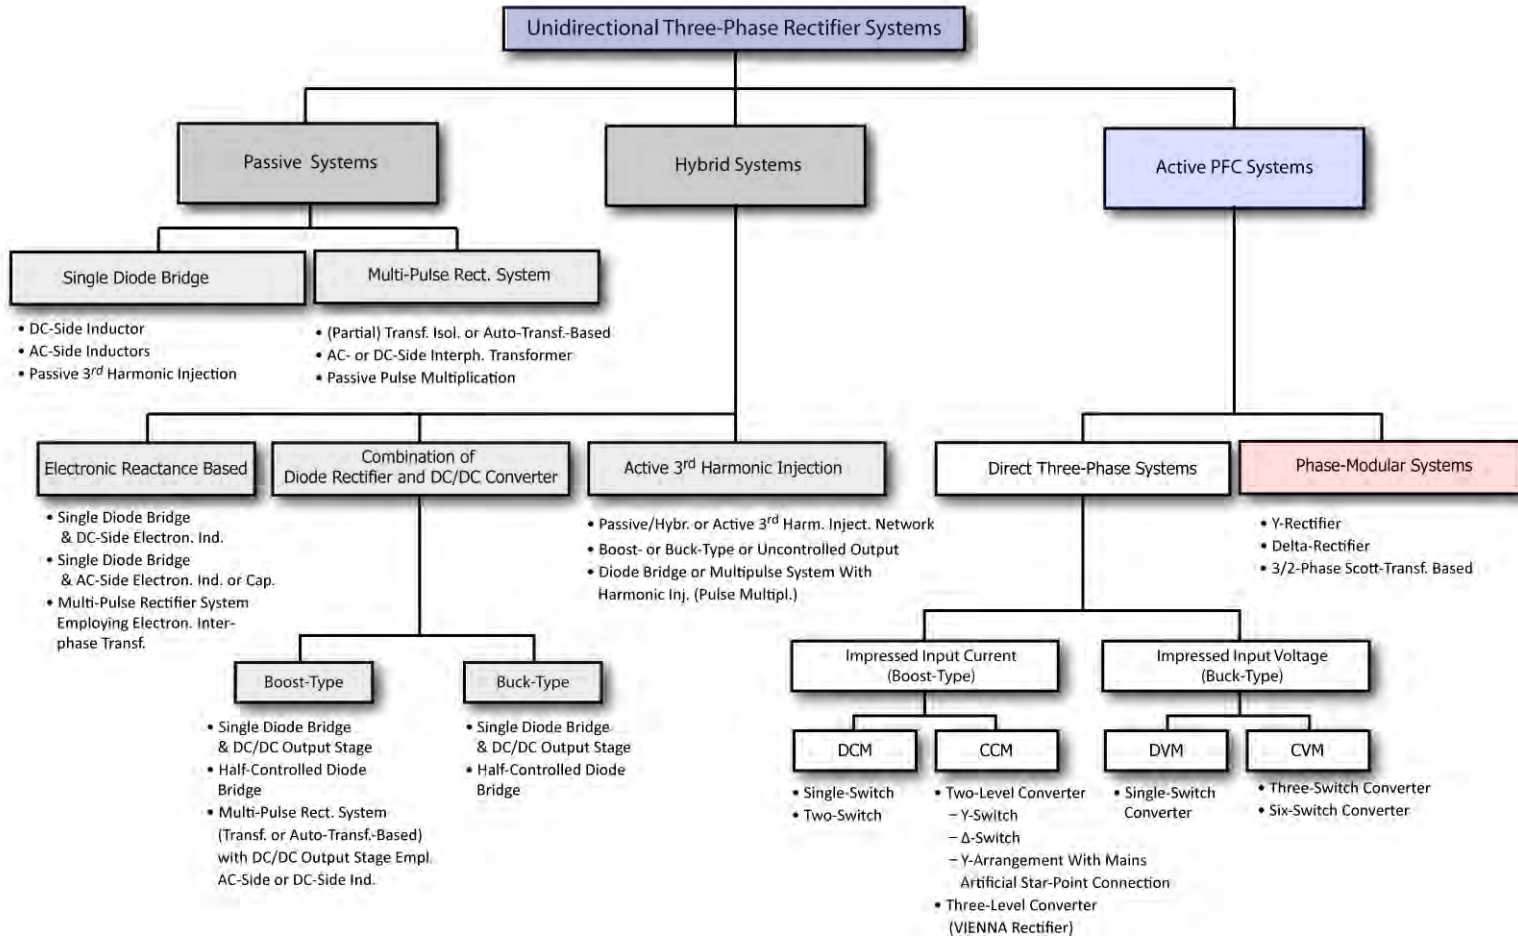 Unidirectional Three-Phase Rectifier Systems
Passive Systems
Hybrid Systems
Active PFC Systems
Single Diode Bridge
• DC-Side Inductor
• AC-Side Inductors
• Passive 3rd Harmonic Injection
Multi-Pulse Rect. System
• (Partial) Transf. Isol. or Auto-Transf.-Based
• AC- or DC-Side Interph. Transformer
• Passive Pulse Multiplication
Electronic Reactance Based
• Single Diode Bridge
& DC-Side Electron. Ind.
• Single Diode Bridge
& AC-Side Electron. Ind. or Cap.
• Multi-Pulse Rectifier System
Employing Electron. Inter-
phase Transf.
Combination of
Diode Rectifier and DC/DC Converter
Boost-Type
• Single Diode Bridge
& DC/DC Output Stage
• Half-Controlled Diode
Bridge
• Multi-Pulse Rect. System
(Transf. or Auto-Transf.-Based)
with DC/DC Output Stage Empl.
AC-Side or DC-Side Ind.
Buck-Type
• Single Diode Bridge
& DC/DC Output Stage
• Half-Controlled Diode
Bridge
Active 3rd Harmonic Injection
• Passive/Hybr. or Active 3rd Harm. Inject. Network
• Boost- or Buck-Type or Uncontrolled Output
• Diode Bridge or Multipulse System With
Harmonic Inj. (Pulse Multipl.)
Direct Three-Phase Systems
Phase-Modular Systems
• Y-Rectifier
• Delta-Rectifier
• 3/2-Phase Scott-Transf. Based
Impressed Input Current
(Boost-Type)
DCM
• Single-Switch
• Two-Switch
CCM
• Two-Level Converter
– Y-Switch
– Δ-Switch
– Y-Arrangement With Mains
Artificial Star-Point Connection
• Three-Level Converter
(VIENNA Rectifier)
Impressed Input Voltage
(Buck-Type)
DVM
• Single-Switch
Converter
CVM
• Three-Switch Converter
• Six-Switch Converter